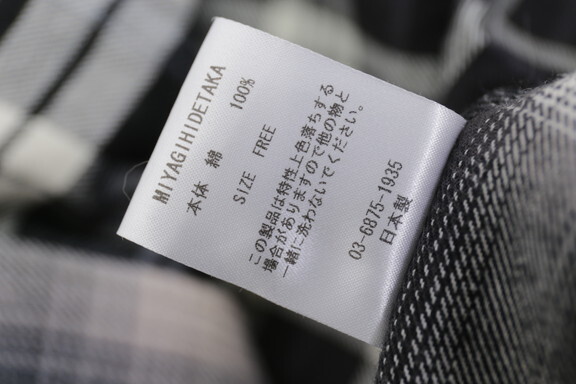 MIYAGIHIDETAKA
本体 綿 100%
SIZE FREE
この製品は特性上色落ちする
場合がありますので他の物と
一緒に洗わないでください。
03-6875-1935
日本製